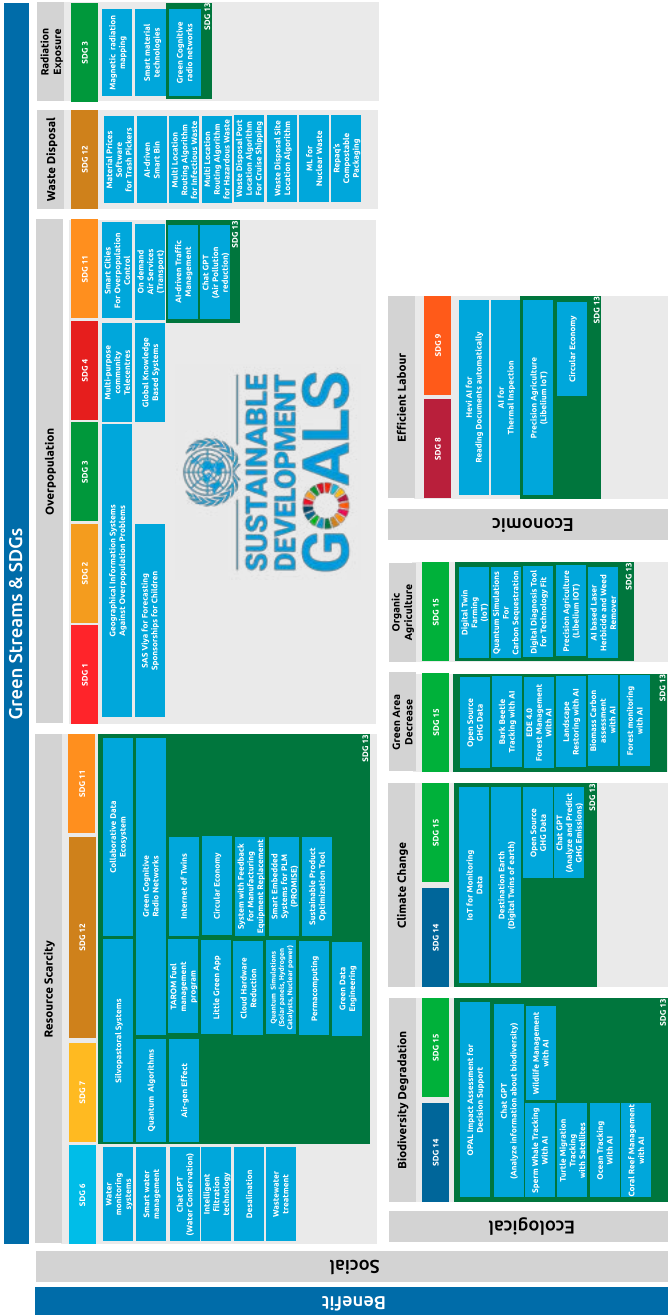 Green Streams & SDGs
Benefit
Social
Resource Scarcity
SDG 6
SDG 7
SDG 12
SDG 11
Water
monitoring
systems
Smart water
management
Chat GPT
(Water Conservation)
Intelligent
filtration
technology
Desalination
Wastewater
treatment
Silvopastoral Systems
Collaborative Data
Ecosystem
Quantum Algorithms
Green Cognitive
Radio Networks
Air-gen Effect
TAROM fuel
management
program
Internet of Twins
Little Green App
Circular Economy
Cloud Hardware
Reduction
System with Feedback
for Manufacturing
Equipment Replacement
Quantum Simulations
(Solar panels, Hydrogen
Catalysts, Nuclear power)
Smart Embedded
Systems for PLM
(PROMISE)
Permacomputing
Sustainable Product
Optimization Tool
Green Data
Engineering
SDG 13
Overpopulation
SDG 1
SDG 2
SDG 3
SDG 4
SDG 11
Geographical Information Systems
Against Overpopulation Problems
Multi-purpose
community
Telecentres
Smart Cities
For Overpopulation
Control
SAS Viya for Forecasting
Sponsorships for Children
Global Knowledge
Based Systems
On demand
Air Services
(Transport)
AI-driven Traffic
Management
Chat GPT
(Air Pollution
reduction)
SDG 13
SUSTAINABLE
DEVELOPMENT
GOALS
Waste Disposal
SDG 12
Material Prices
Software
for Trash Pickers
AI-driven
Smart Bin
Multi Location
Routing Algorithm
for Infectious Waste
Multi Location
Routing Algorithm
for Hazardous Waste
Waste Disposal Port
Location Algorithm
For Cruise Shipping
Waste Disposal Site
Location Algorithm
ML for
Nuclear Waste
Repaq's
Compostable
Packaging
Radiation
Exposure
SDG 3
Magnetic radiation
mapping
Smart material
technologies
Green Cognitive
radio networks
SDG 13
Ecological
Biodiversity Degradation
SDG 14
SDG 15
OPAL Impact Assessment for
Decision Support
Chat GPT
(Analyze information about biodiversity)
Sperm Whale Tracking
With AI
Wildlife Management
with AI
Turtle Migration
Tracking
with Satellites
Ocean Tracking
With AI
Coral Reef Management
with AI
SDG 13
Climate Change
SDG 14
SDG 15
IoT for Monitoring
Data
Destination Earth
(Digital Twins of earth)
Open Source
GHG Data
Chat GPT
(Analyze and Predict
GHG Emissions)
SDG 13
Green Area
Decrease
SDG 15
Open Source
GHG Data
Bark Beetle
Tracking with AI
EDE 4.0
Forest Management
With AI
Landscape
Restoring with AI
Biomass Carbon
assessment
with AI
Forest monitoring
with AI
SDG 13
Organic
Agriculture
SDG 15
Digital Twin
Farming
(IoT)
Quantum Simulations
For
Carbon Sequestration
Digital Diagnosis Tool
for Technology Fit
Precision Agriculture
(Libelium IOT)
AI based Laser
Herbicide and Weed
Remover
SDG 13
Economic
Efficient Labour
SDG 8
SDG 9
Hevi AI for
Reading Documents automatically
AI for
Thermal Inspection
Precision Agriculture
(Libelium IoT)
Circular Economy
SDG 13